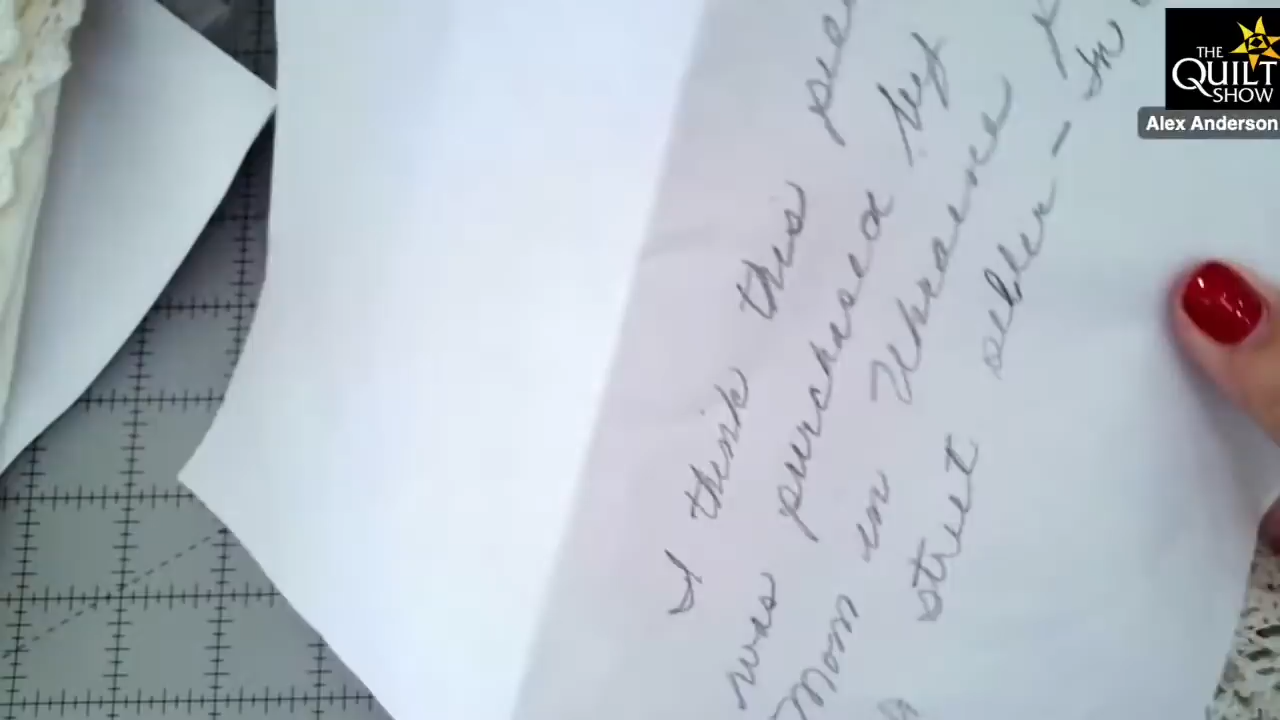 I think this
was purchased by
Mom in Ukraine
street seller - In
THE
QUILT
SHOW
Alex Anderson